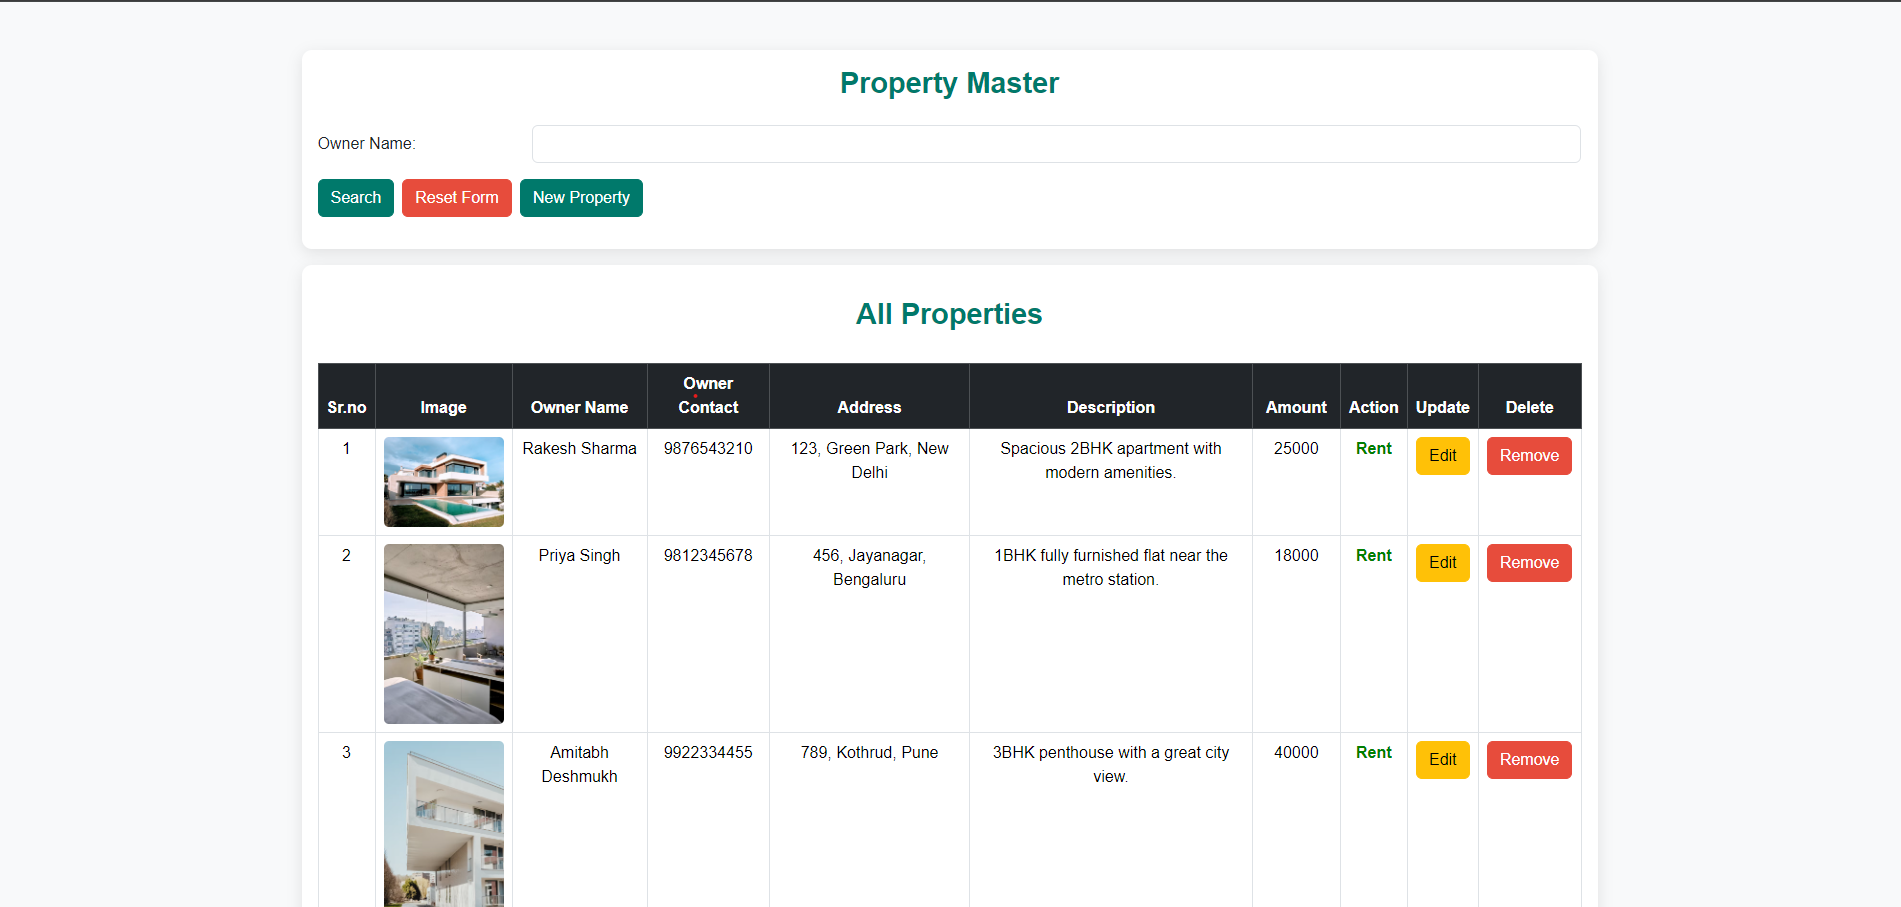 Property Master
Owner Name:
Search Reset Form New Property
All Properties
Sr.no Image Owner Name Owner Contact Address Description Amount Action Update Delete
1 Rakesh Sharma 9876543210 123, Green Park, New Delhi Spacious 2BHK apartment with modern amenities. 25000 Rent Edit Remove
2 Priya Singh 9812345678 456, Jayanagar, Bengaluru 1BHK fully furnished flat near the metro station. 18000 Rent Edit Remove
3 Amitabh Deshmukh 9922334455 789, Kothrud, Pune 3BHK penthouse with a great city view. 40000 Rent Edit Remove